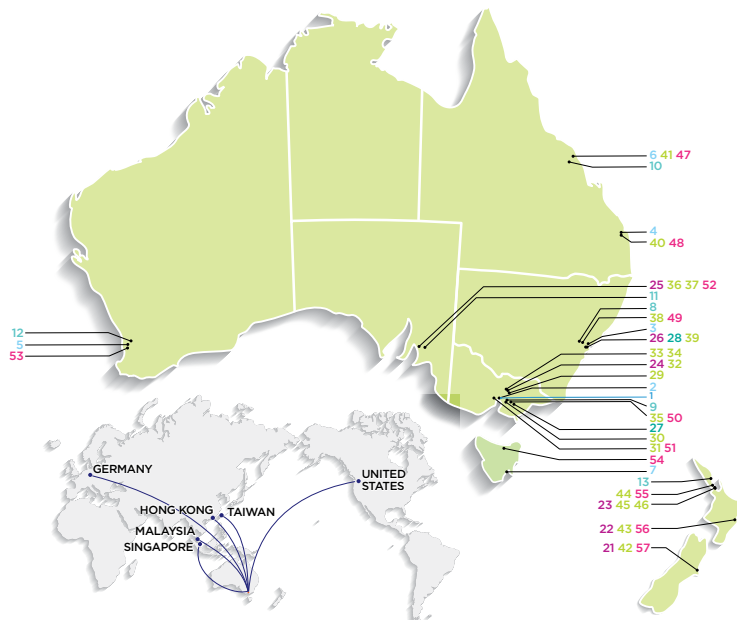 6 41 47
10
4
40 48
25 36 37 52
11
8
38 49
3
26 28 39
33 34
24 32
29
2
1
9
35 50
27
30
31 51
54
7
12
5
53
13
44 55
23 45 46
22 43 56
21 42 57
GERMANY
UNITED
STATES
HONG KONG
TAIWAN
MALAYSIA
SINGAPORE